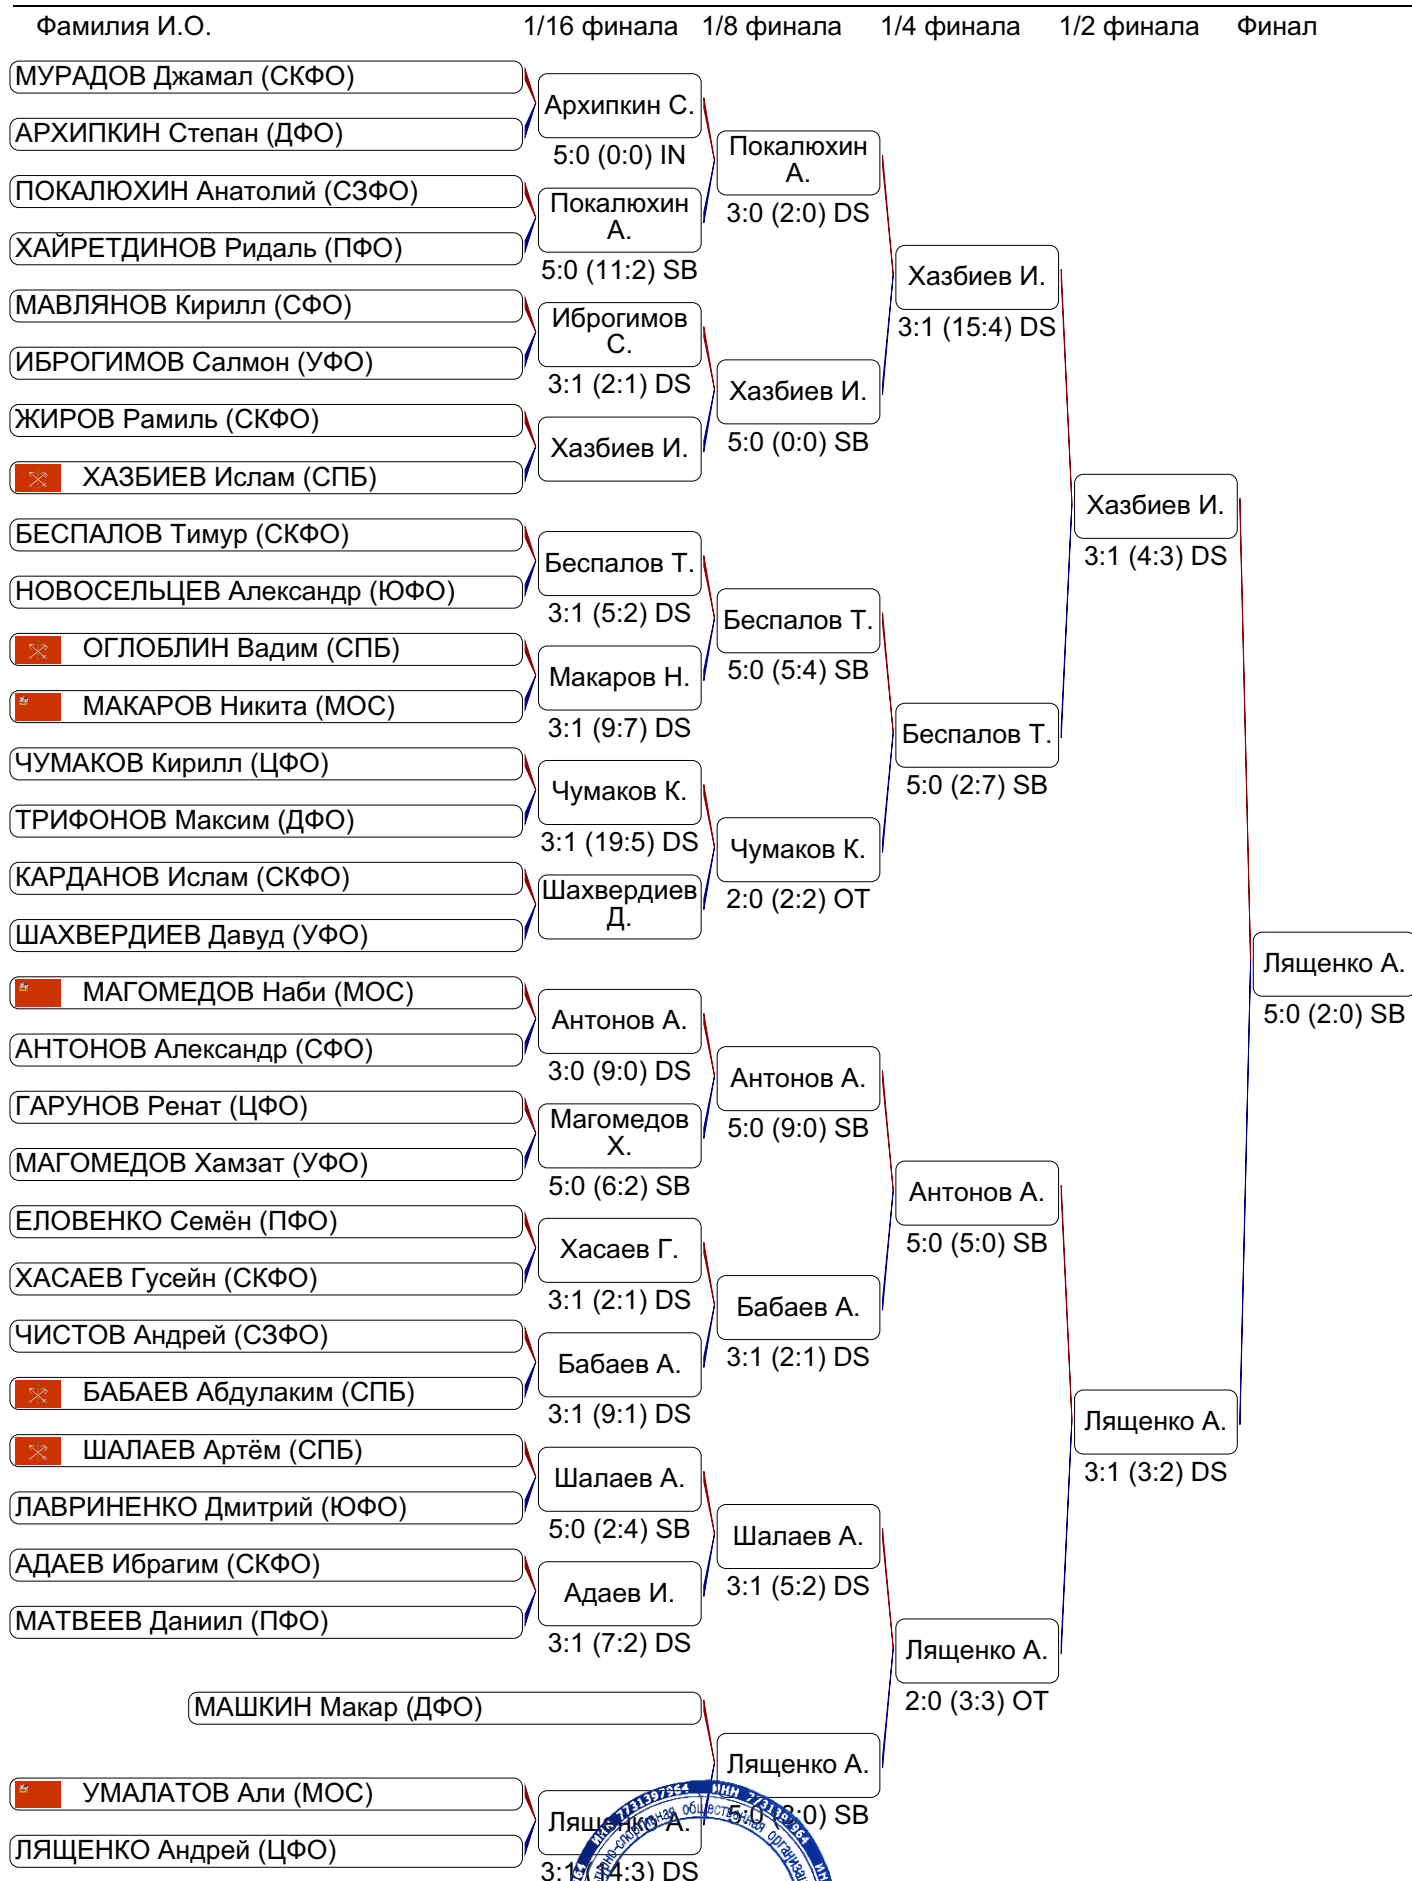 Фамилия И.О. 1/16 финала 1/8 финала 1/4 финала 1/2 финала Финал
МУРАДОВ Джамал (СКФО)
Архипкин С.
АРХИПКИН Степан (ДФО)
5:0 (0:0) IN
Покалюхин
А.
ПОКАЛЮХИН Анатолий (СЗФО)
Покалюхин
А.
3:0 (2:0) DS
ХАЙРЕТДИНОВ Ридаль (ПФО)
5:0 (11:2) SB
Хазбиев И.
МАВЛЯНОВ Кирилл (СФО)
Иброгимов
С.
3:1 (15:4) DS
ИБРОГИМОВ Салмон (УФО)
3:1 (2:1) DS
Хазбиев И.
ЖИРОВ Рамиль (СКФО)
Хазбиев И.
5:0 (0:0) SB
ХАЗБИЕВ Ислам (СПБ)
Хазбиев И.
БЕСПАЛОВ Тимур (СКФО)
Беспалов Т.
3:1 (4:3) DS
НОВОСЕЛЬЦЕВ Александр (ЮФО)
3:1 (5:2) DS
Беспалов Т.
ОГЛОБЛИН Вадим (СПБ)
Макаров Н.
5:0 (5:4) SB
МАКАРОВ Никита (МОС)
3:1 (9:7) DS
Беспалов Т.
ЧУМАКОВ Кирилл (ЦФО)
Чумаков К.
5:0 (2:7) SB
ТРИФОНОВ Максим (ДФО)
3:1 (19:5) DS
Чумаков К.
КАРДАНОВ Ислам (СКФО)
Шахвердиев
Д.
2:0 (2:2) OT
ШАХВЕРДИЕВ Давуд (УФО)
Лященко А.
5:0 (2:0) SB
МАГОМЕДОВ Наби (МОС)
Антонов А.
АНТОНОВ Александр (СФО)
3:0 (9:0) DS
Антонов А.
ГАРУНОВ Ренат (ЦФО)
Магомедов
Х.
5:0 (9:0) SB
МАГОМЕДОВ Хамзат (УФО)
5:0 (6:2) SB
Антонов А.
ЕЛОВЕНКО Семён (ПФО)
Хасаев Г.
5:0 (5:0) SB
ХАСАЕВ Гусейн (СКФО)
3:1 (2:1) DS
Бабаев А.
ЧИСТОВ Андрей (СЗФО)
Бабаев А.
3:1 (2:1) DS
БАБАЕВ Абдулаким (СПБ)
3:1 (9:1) DS
Лященко А.
ШАЛАЕВ Артём (СПБ)
Шалаев А.
3:1 (3:2) DS
ЛАВРИНЕНКО Дмитрий (ЮФО)
5:0 (2:4) SB
Шалаев А.
АДАЕВ Ибрагим (СКФО)
Адаев И.
3:1 (5:2) DS
МАТВЕЕВ Даниил (ПФО)
3:1 (7:2) DS
Лященко А.
МАШКИН Макар (ДФО)
2:0 (3:3) OT
Лященко А.
УМАЛАТОВ Али (МОС)
Лященко А.
SB
ЛЯЩЕНКО Андрей (ЦФО)
3:1 (14:3) DS
ИНН 7731397964
общественная